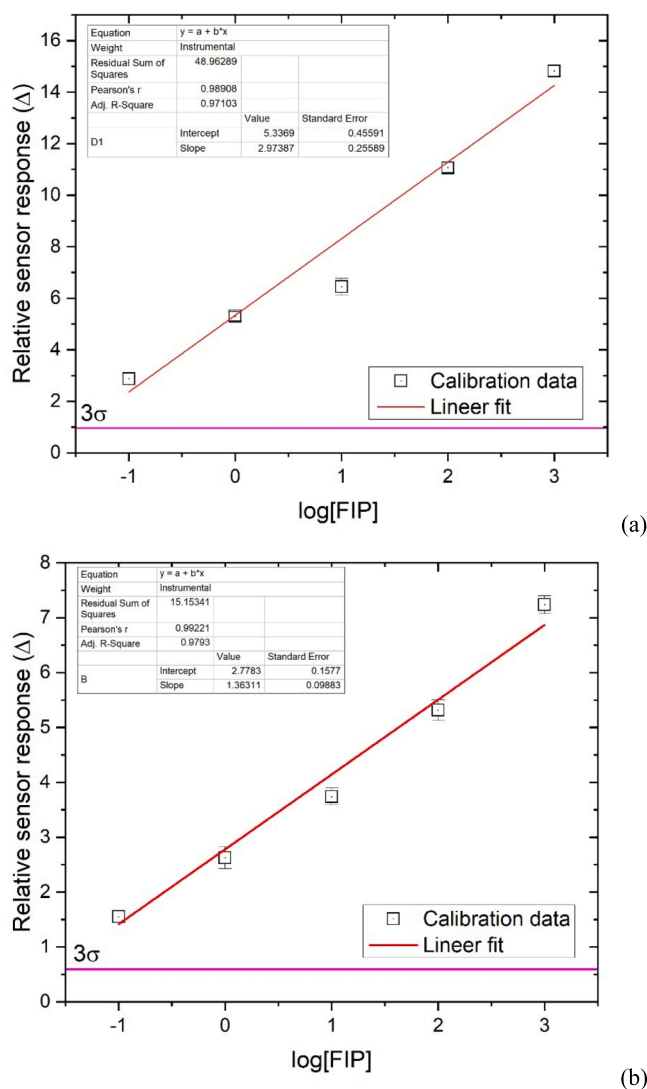 Equation y = a + b*x
Weight Instrumental
Residual Sum of Squares 48.96289
Pearson's r 0.98908
Adj. R-Square 0.97103
Value Standard Error
D1 Intercept 5.3369 0.45591
Slope 2.97387 0.25589
16
14
12
10
8
6
4
2
0
Relative sensor response (Δ)
3σ
Calibration data
Lineer fit
-1 0 1 2 3
log[FIP]
(a)
Equation y = a + b*x
Weight Instrumental
Residual Sum of Squares 15.15341
Pearson's r 0.99221
Adj. R-Square 0.9793
Value Standard Error
B Intercept 2.7783 0.1577
Slope 1.36311 0.09883
8
7
6
5
4
3
2
1
0
Relative sensor response (Δ)
3σ
Calibration data
Lineer fit
-1 0 1 2 3
log[FIP]
(b)